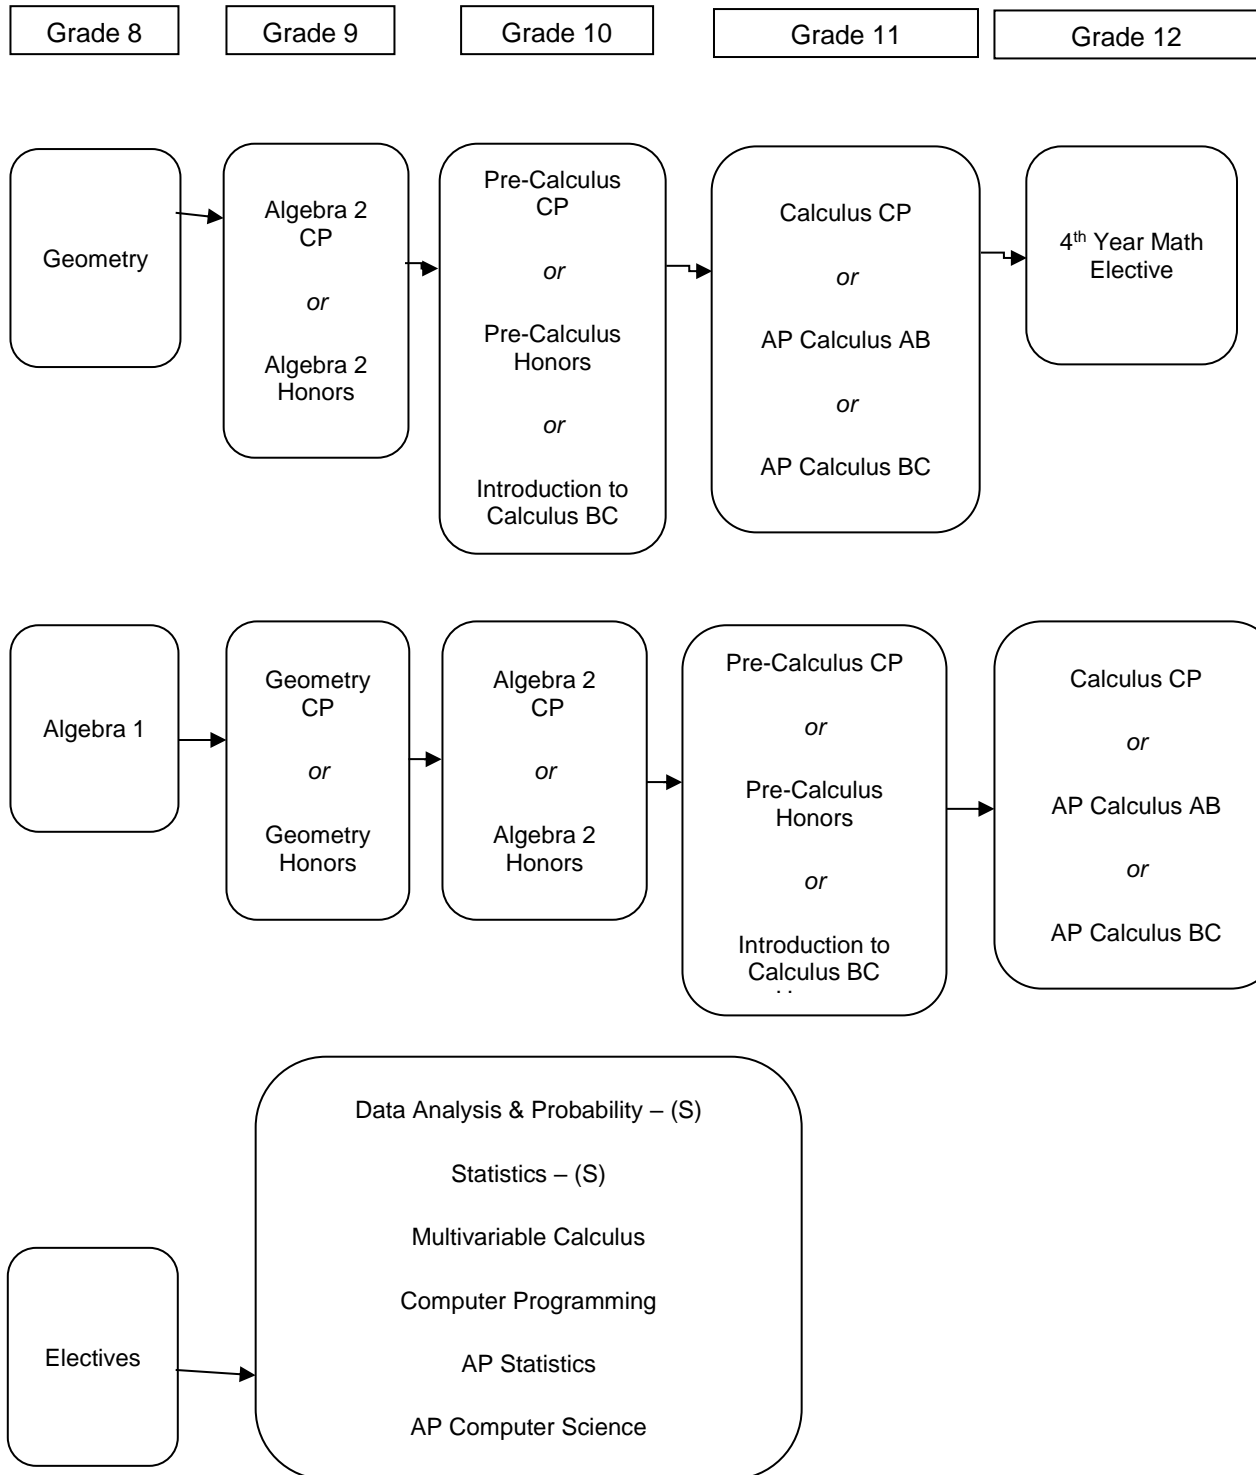 Grade 8
Grade 9
Grade 10
Grade 11
Grade 12
Geometry
Algebra 2
CP
or
Algebra 2
Honors
Pre-Calculus
CP
or
Pre-Calculus
Honors
or
Introduction to
Calculus BC
Calculus CP
or
AP Calculus AB
or
AP Calculus BC
4th Year Math
Elective
Algebra 1
Geometry
CP
or
Geometry
Honors
Algebra 2
CP
or
Algebra 2
Honors
Pre-Calculus CP
or
Pre-Calculus
Honors
or
Introduction to
Calculus BC
Calculus CP
or
AP Calculus AB
or
AP Calculus BC
Electives
Data Analysis & Probability – (S)
Statistics – (S)
Multivariable Calculus
Computer Programming
AP Statistics
AP Computer Science